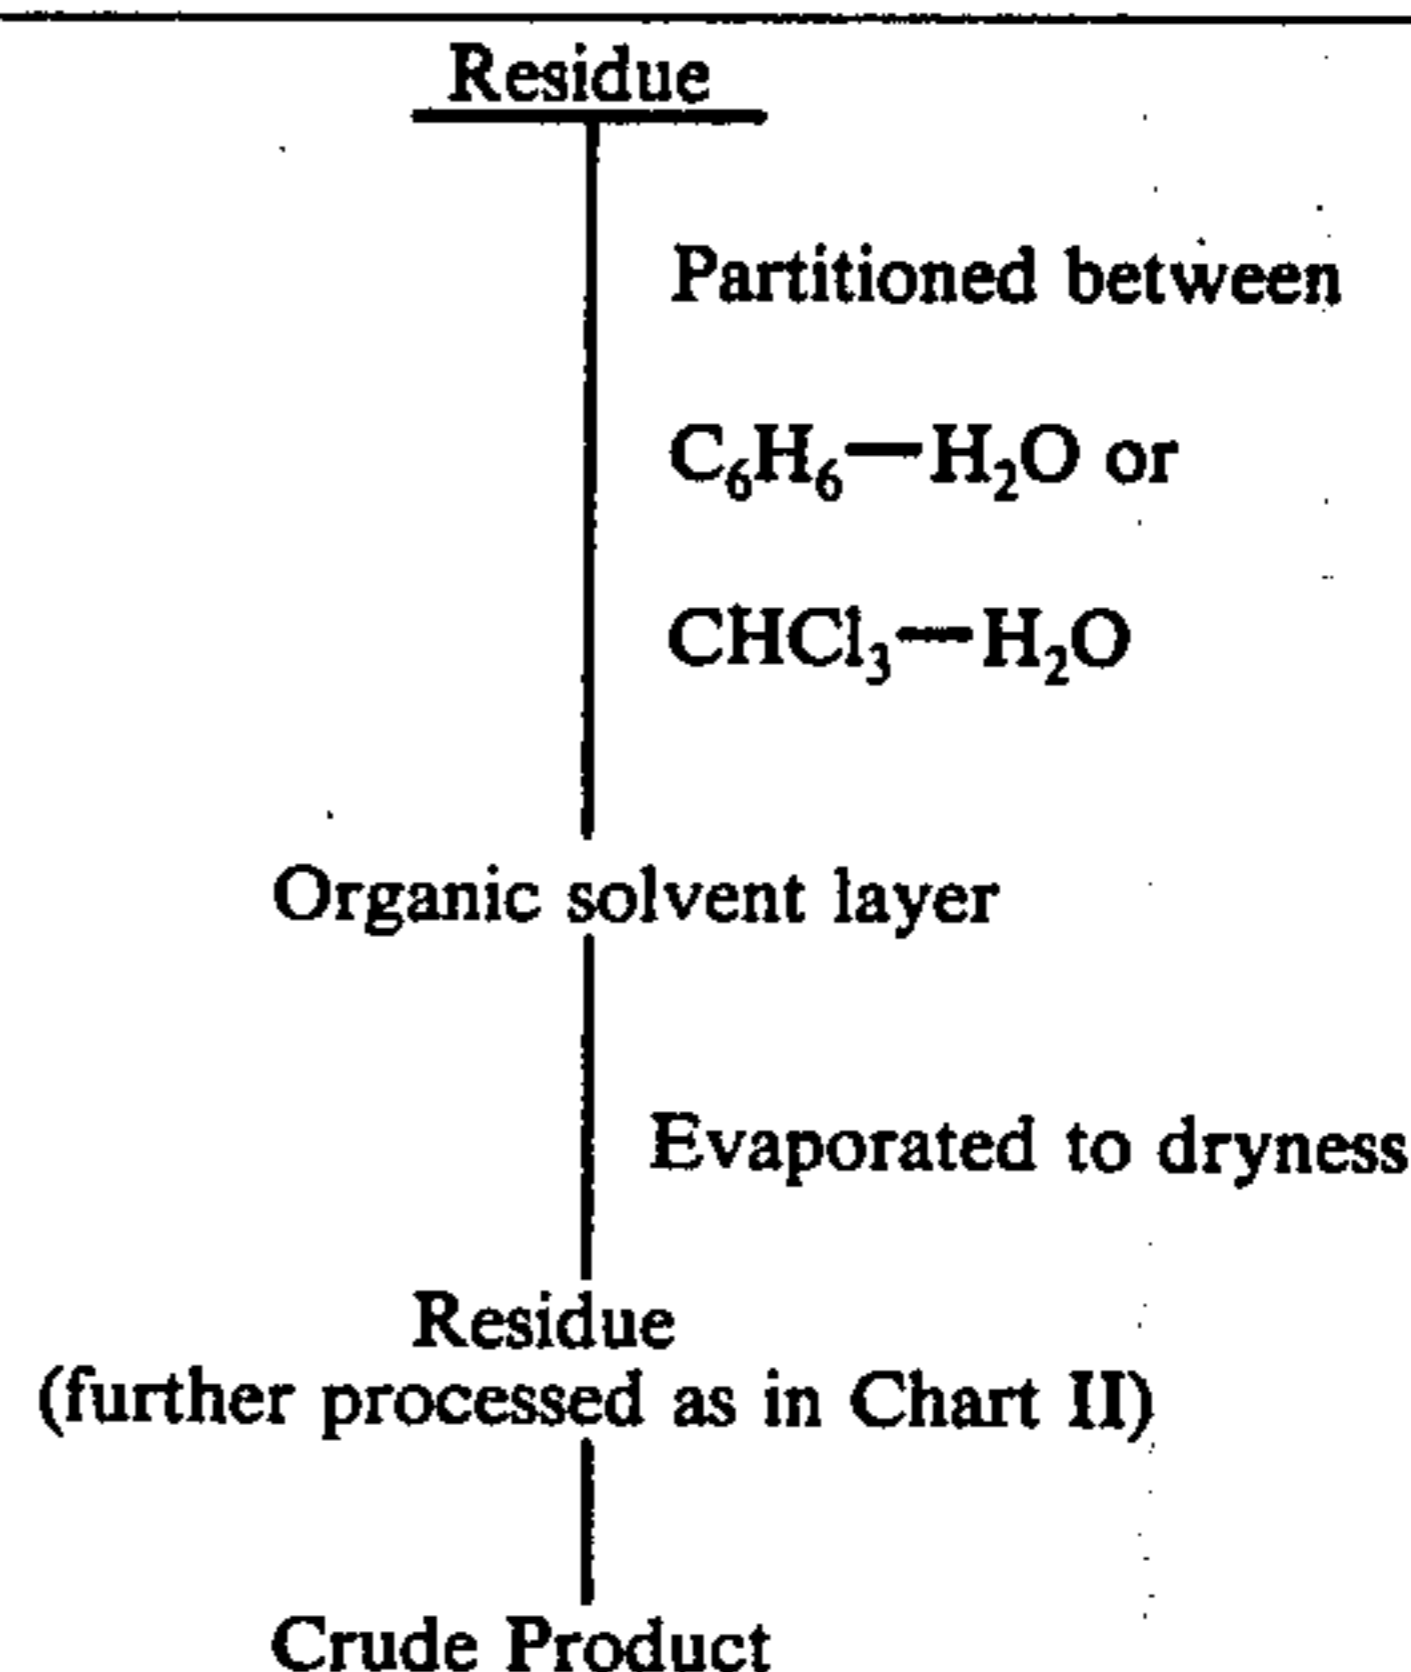 Residue
Partitioned between
C₆H₆—H₂O or
CHCl₃—H₂O
Organic solvent layer
Evaporated to dryness
Residue
(further processed as in Chart II)
Crude Product